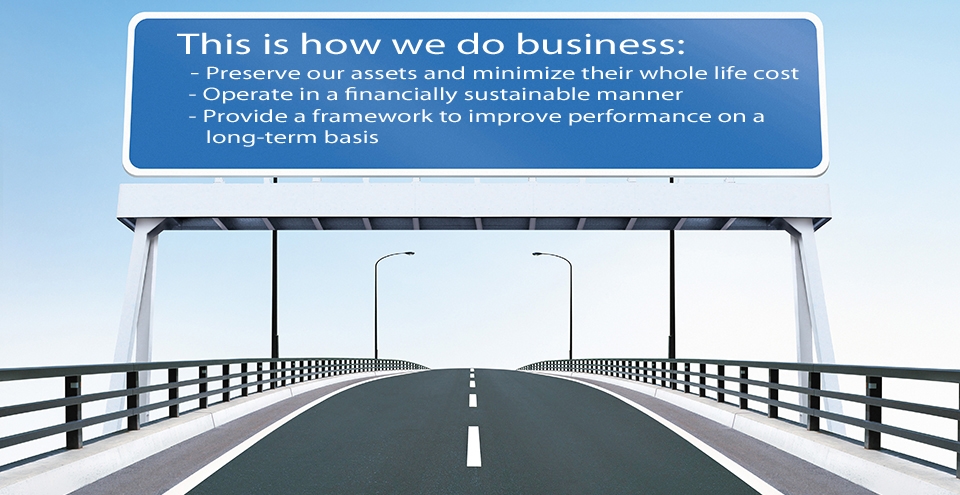 This is how we do business:
- Preserve our assets and minimize their whole life cost
- Operate in a financially sustainable manner
- Provide a framework to improve performance on a
long-term basis